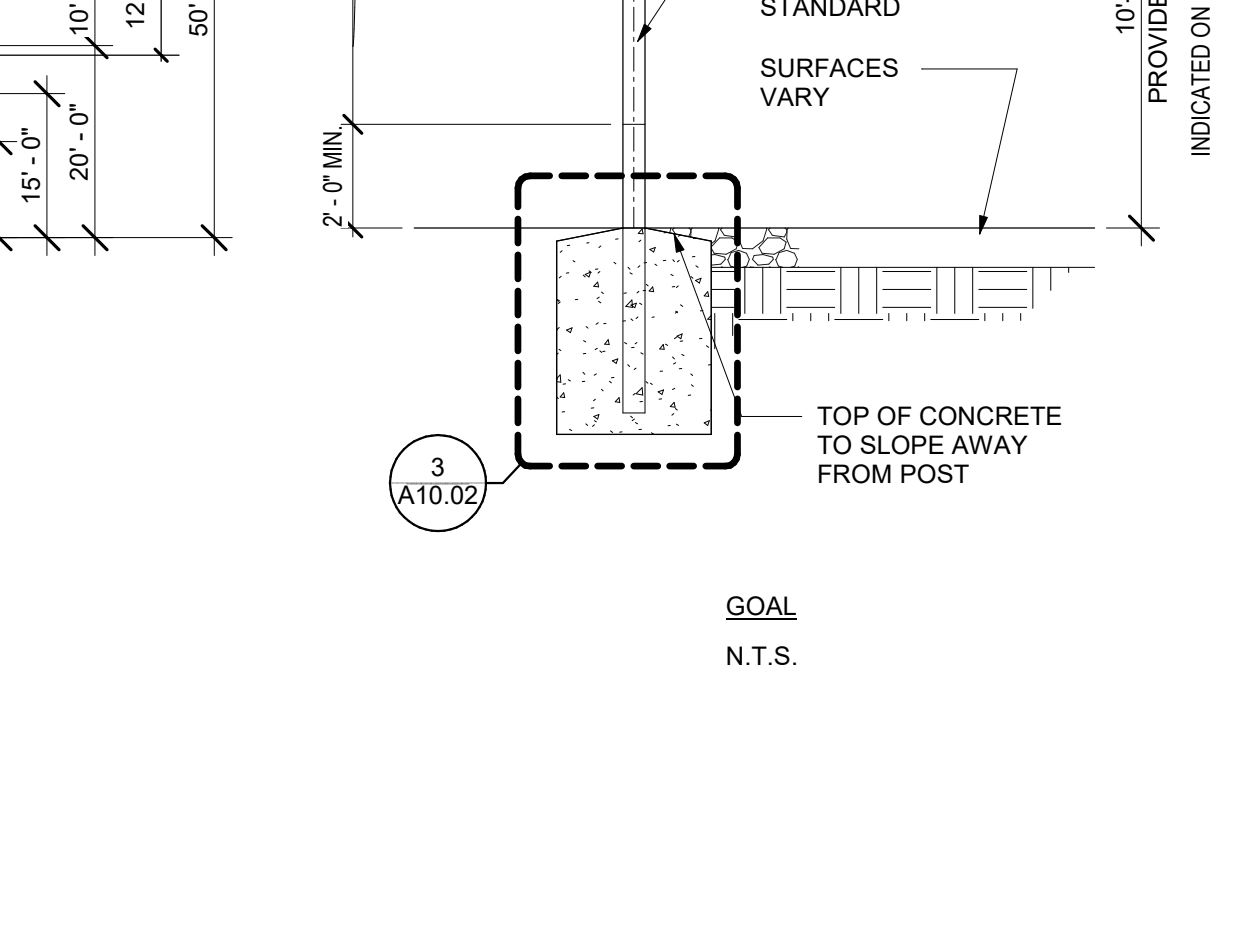 10'
12
50'
15' - 0"
20' - 0"
2' - 0" MIN.
STANDARD
SURFACES
VARY
10'-
PROVIDE
INDICATED ON
TOP OF CONCRETE
TO SLOPE AWAY
FROM POST
3
A10.02
GOAL
N.T.S.